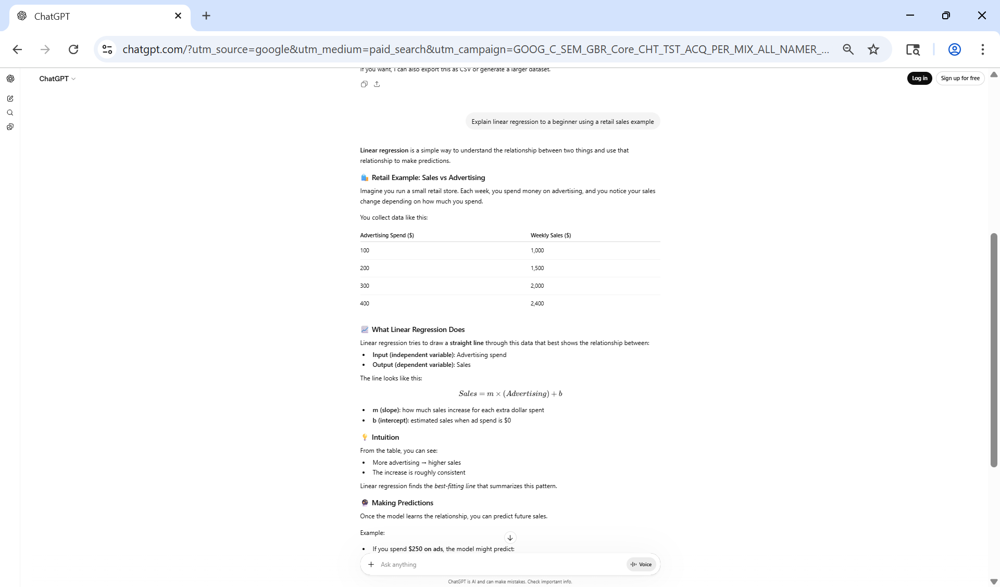 ChatGPT
chatgpt.com/?utm_source=google&utm_medium=paid_search&utm_campaign=GOOG_C_SEM_GBR_Core_CHT_TST_ACQ_PER_MIX_ALL_NAMER_...
If you want, I can also export this as CSV or generate a larger dataset.
ChatGPT
Log in
Sign up for free
Explain linear regression to a beginner using a retail sales example
Linear regression is a simple way to understand the relationship between two things and use that
relationship to make predictions.
Retail Example: Sales vs Advertising
Imagine you run a small retail store. Each week, you spend money on advertising, and you notice your sales
change depending on how much you spend.
You collect data like this:
Advertising Spend ($) Weekly Sales ($)
100 1,000
200 1,500
300 2,000
400 2,400
What Linear Regression Does
Linear regression tries to draw a straight line through this data that best shows the relationship between:
• Input (independent variable): Advertising spend
• Output (dependent variable): Sales
The line looks like this:
Sales = m × (Advertising) + b
• m (slope): how much sales increase for each extra dollar spent
• b (intercept): estimated sales when ad spend is $0
Intuition
From the table, you can see:
• More advertising → higher sales
• The increase is roughly consistent
Linear regression finds the best-fitting line that summarizes this pattern.
Making Predictions
Once the model learns the relationship, you can predict future sales.
Example:
• If you spend $250 on ads, the model might predict:
Ask anything
Voice
ChatGPT is AI and can make mistakes. Check important info.